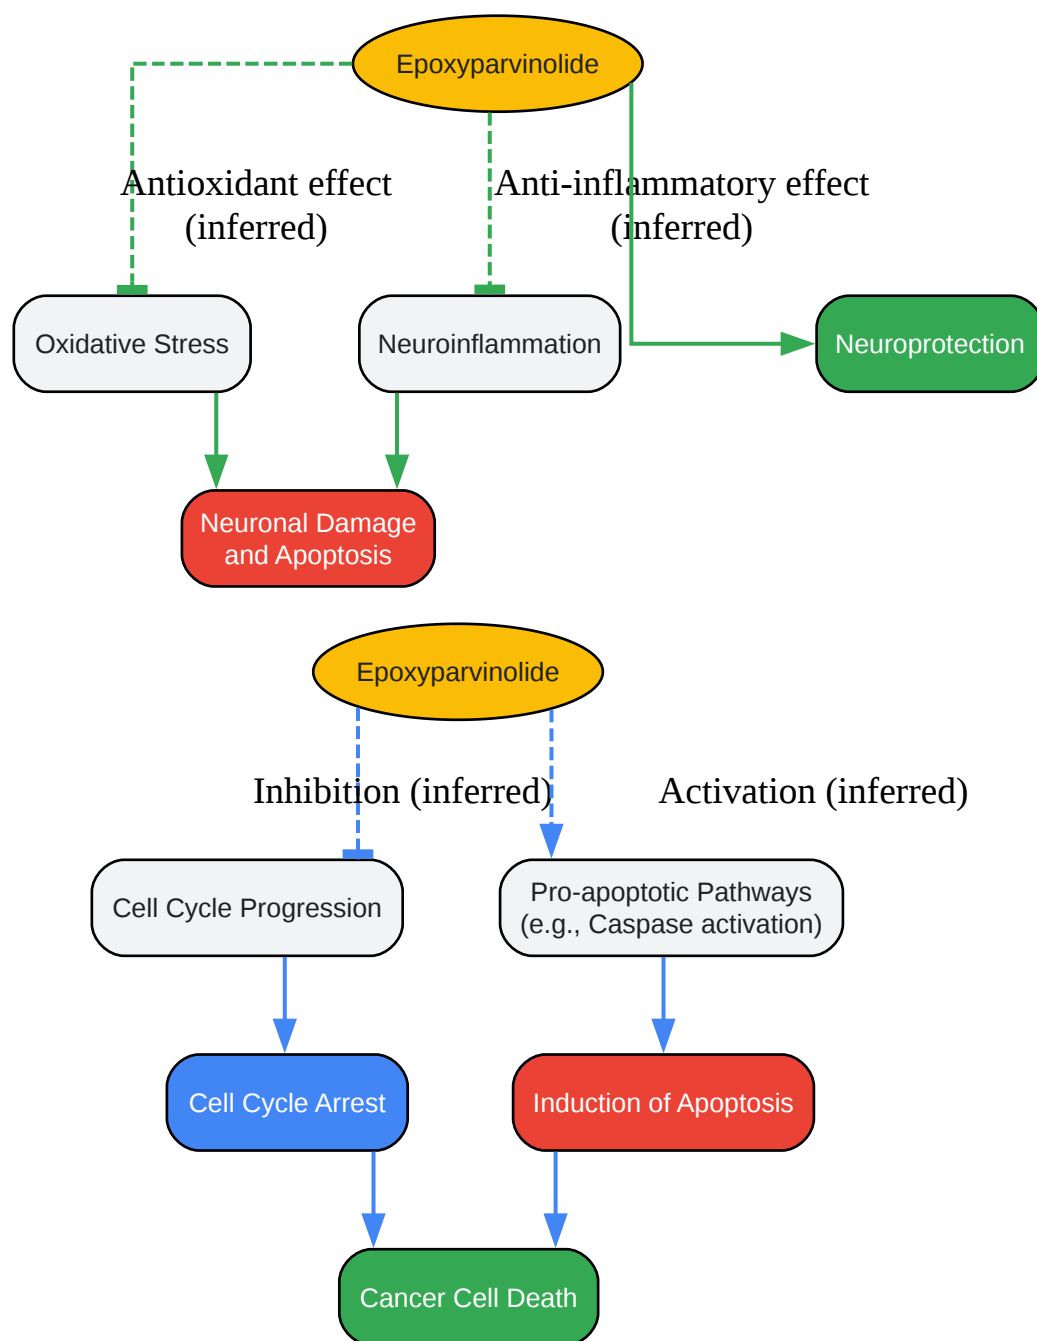 Epoxyparvinolide
Antioxidant effect
(inferred)
Anti-inflammatory effect
(inferred)
Oxidative Stress
Neuroinflammation
Neuroprotection
Neuronal Damage
and Apoptosis
Epoxyparvinolide
Inhibition (inferred)
Activation (inferred)
Cell Cycle Progression
Pro-apoptotic Pathways
(e.g., Caspase activation)
Cell Cycle Arrest
Induction of Apoptosis
Cancer Cell Death